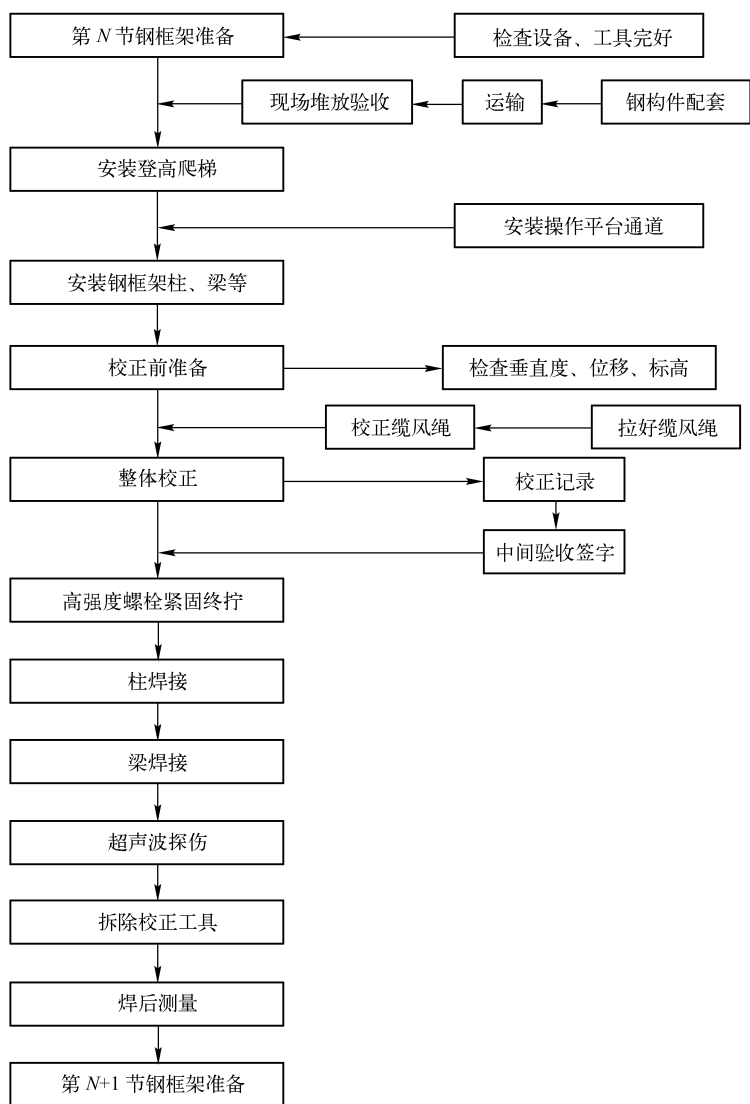 第 N 节钢框架准备
检查设备、工具完好
现场堆放验收
运输
钢构件配套
安装登高爬梯
安装操作平台通道
安装钢框架柱、梁等
校正前准备
检查垂直度、位移、标高
校正缆风绳
拉好缆风绳
整体校正
校正记录
中间验收签字
高强度螺栓紧固终拧
柱焊接
梁焊接
超声波探伤
拆除校正工具
焊后测量
第 N+1 节钢框架准备